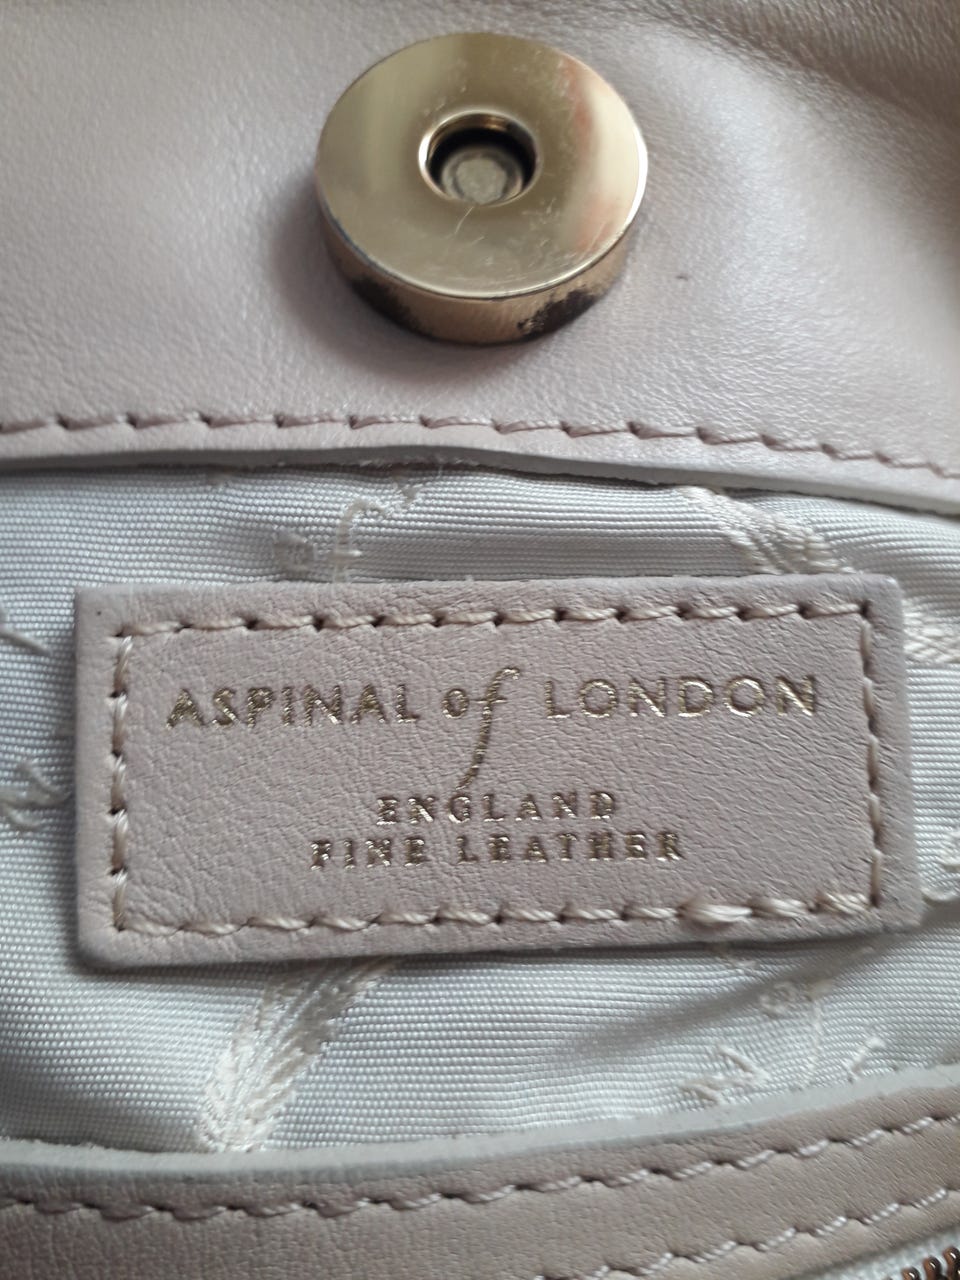 ASPINAL of LONDON
ENGLAND
FINE LEATHER